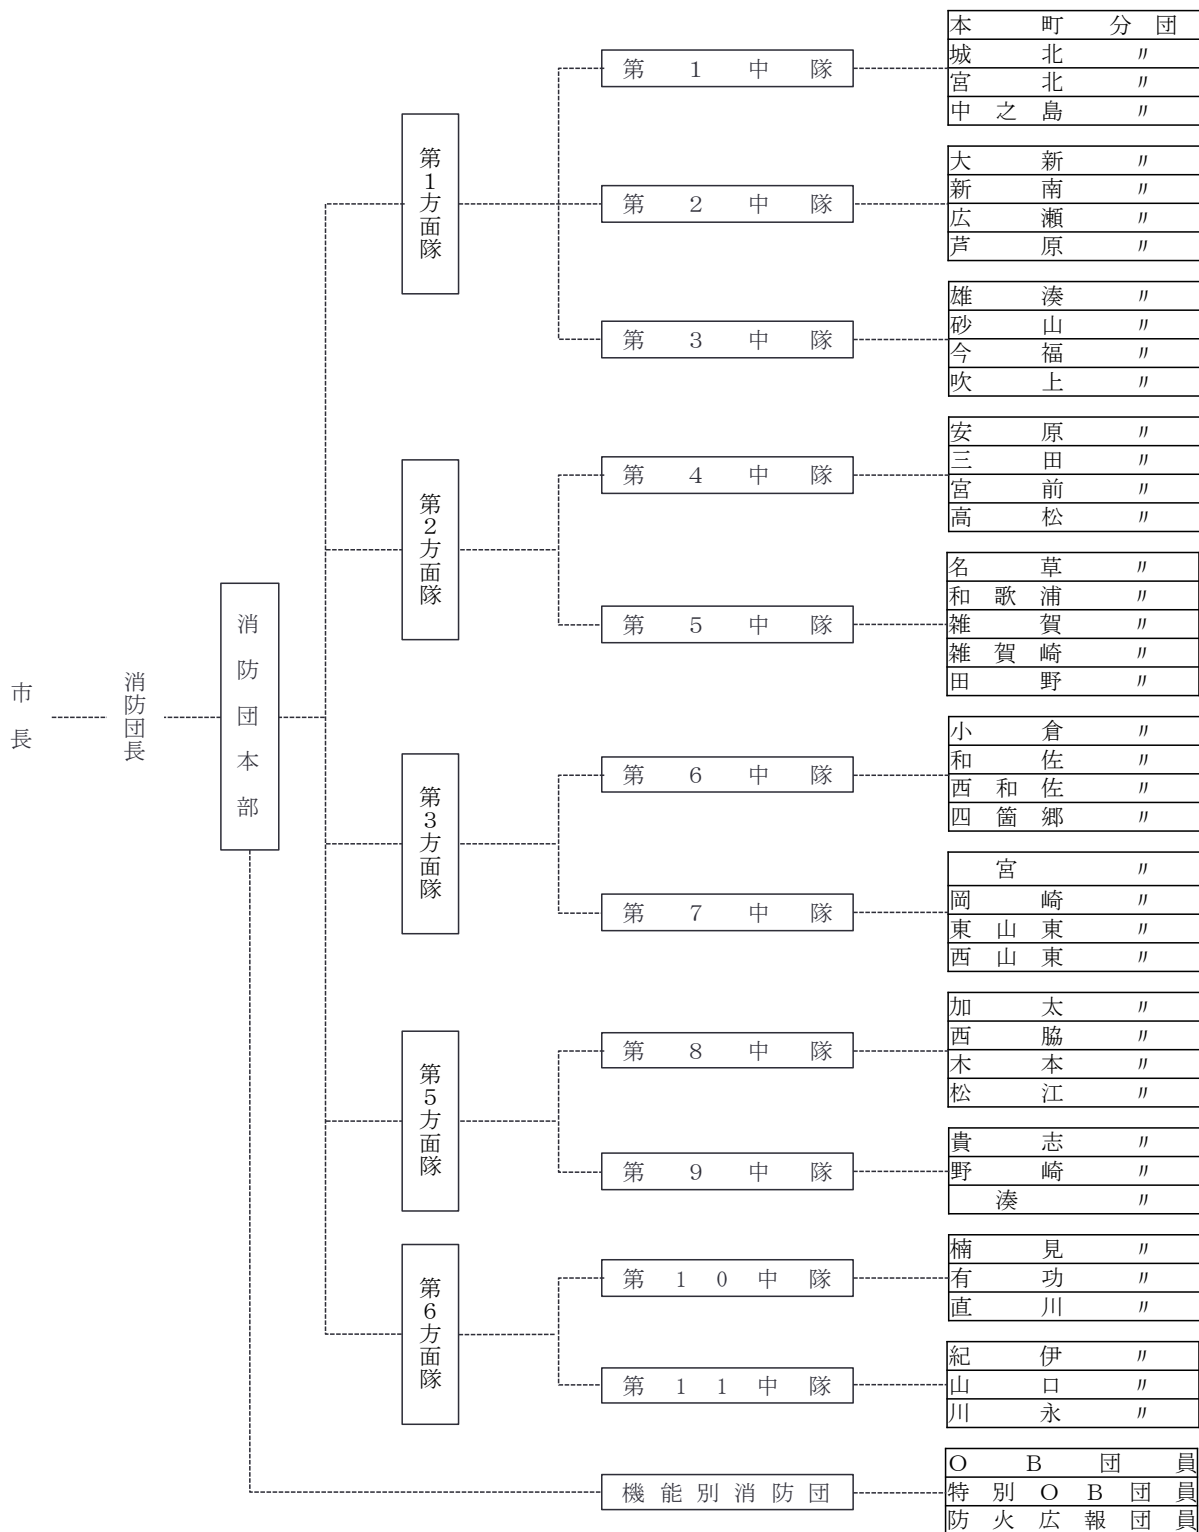 市長
消防団長
消防団本部
第1方面隊
第1中隊
本町分団
城北〃
宮北〃
中之島〃
第2中隊
大新〃
新南〃
広瀬〃
芦原〃
第3中隊
雄湊〃
砂山〃
今福〃
吹上〃
第2方面隊
第4中隊
安原〃
三田〃
宮前〃
高松〃
第5中隊
名草〃
和歌浦〃
雑賀〃
雑賀崎〃
田野〃
第3方面隊
第6中隊
小倉〃
和佐〃
西和佐〃
四箇郷〃
第7中隊
宮〃
岡崎〃
東山東〃
西山東〃
第5方面隊
第8中隊
加太〃
西脇〃
木本〃
松江〃
第9中隊
貴志〃
野崎〃
湊〃
第6方面隊
第10中隊
楠見〃
有功〃
直川〃
第11中隊
紀伊〃
山口〃
川永〃
機能別消防団
OB団員
特別OB団員
防火広報団員